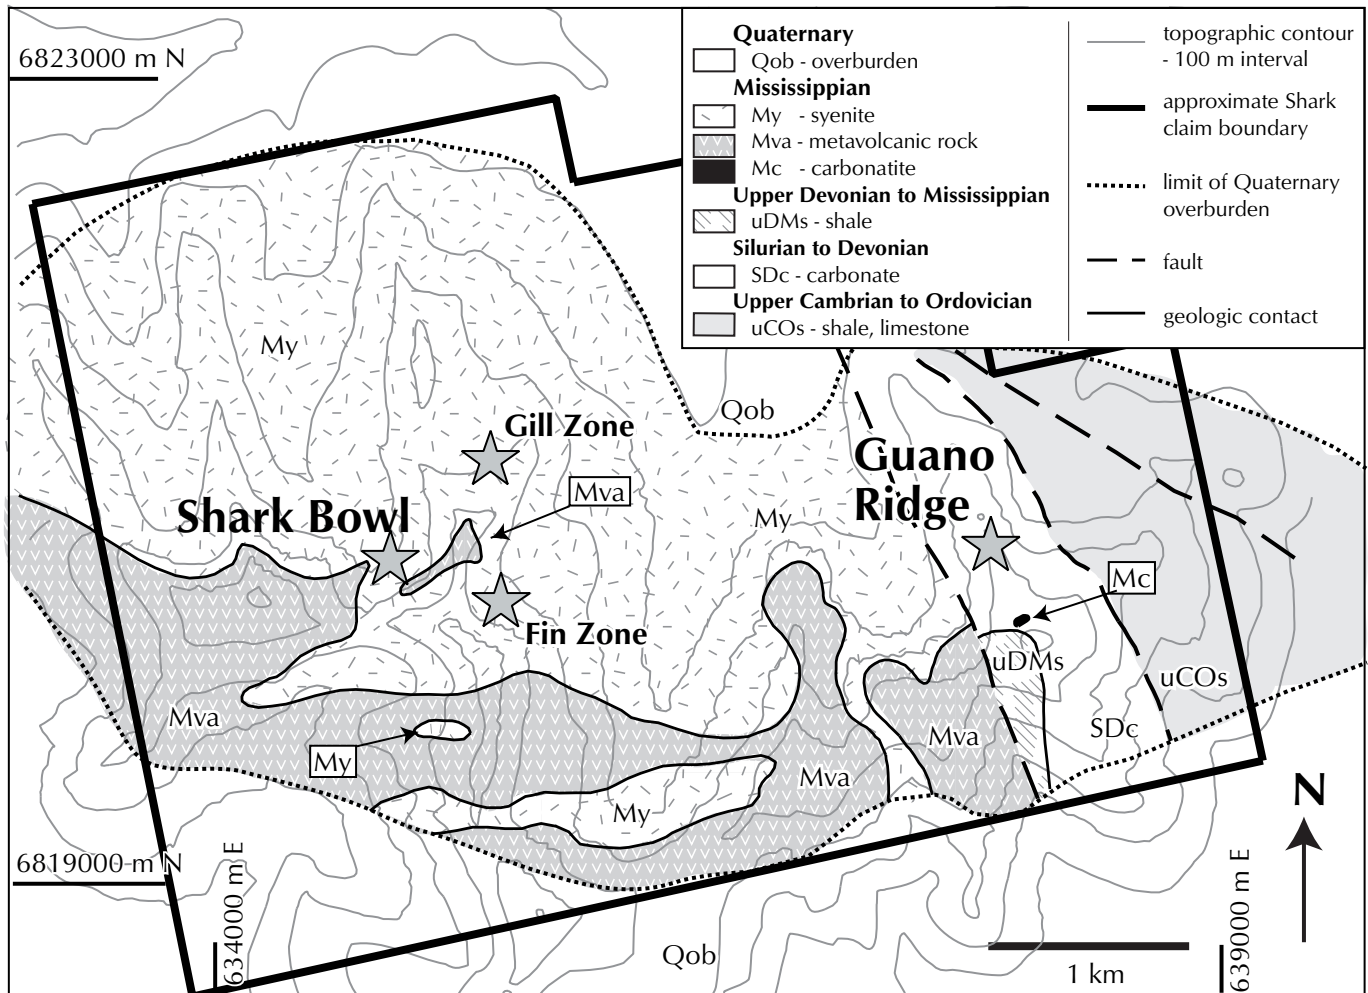 6823000 m N
Quaternary
Qob - overburden
Mississippian
My - syenite
Mva - metavolcanic rock
Mc - carbonatite
Upper Devonian to Mississippian
uDMs - shale
Silurian to Devonian
SDc - carbonate
Upper Cambrian to Ordovician
uCOs - shale, limestone
topographic contour
- 100 m interval
approximate Shark
claim boundary
limit of Quaternary
overburden
fault
geologic contact
My
Qob
Gill Zone
Guano
Ridge
Mva
Shark Bowl
My
Mc
Fin Zone
uDMs
uCOs
Mva
SDc
Mva
My
Mva
My
N
6819000 m N
634000 m E
639000 m E
Qob
1 km